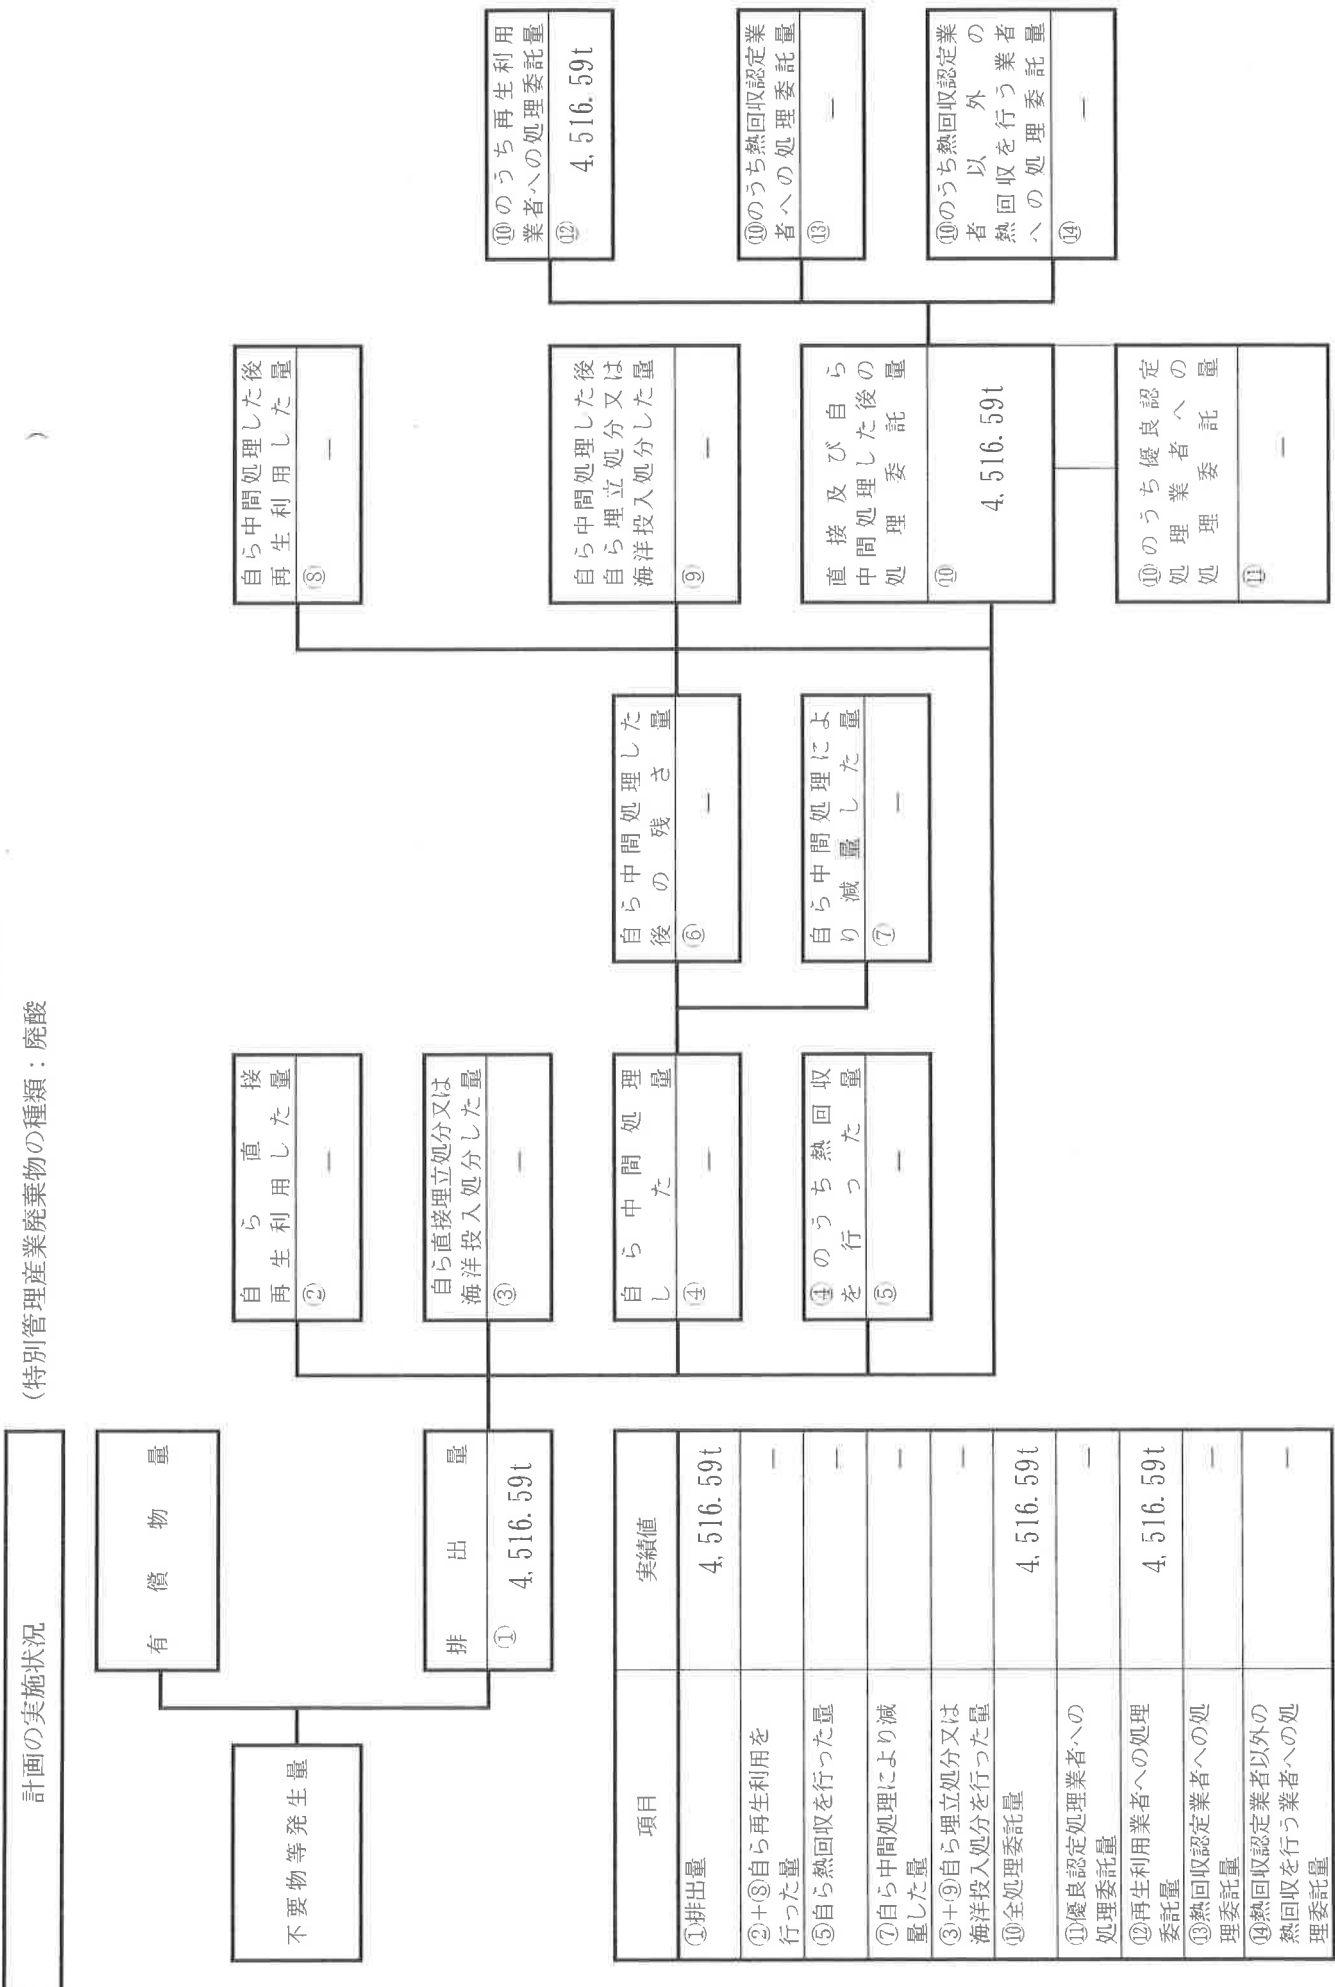 計画の実施状況
(特別管理産業廃棄物の種類：廃酸
)
不要物等発生量
有償物量
排出量
① 4,516.59t
自ら直接
再生利用した量
②
—
自ら直接埋立処分又は
海洋投入処分した量
③
—
自ら中間処理
した量
④
—
④のうち熱回収
を行った量
⑤
—
自ら中間処理した
後の残さ量
⑥
—
自ら中間処理によ
り減量した量
⑦
—
自ら中間処理した後
再生利用した量
⑧
—
自ら中間処理した後
自ら埋立処分又は
海洋投入処分した量
⑨
—
直接及び自ら
中間処理した後の
処理委託量
⑩
4,516.59t
⑩のうち優良認定
処理業者への
処理委託量
⑪
—
⑩のうち再生利用
業者への処理委託量
⑫
4,516.59t
⑩のうち熱回収認定業
者への処理委託量
⑬
—
⑩のうち熱回収認定業
者以外の
熱回収を行う業者
への処理委託量
⑭
—
項目 実績値
①排出量 4,516.59t
②+⑧自ら再生利用を
行った量 —
⑤自ら熱回収を行った量 —
⑦自ら中間処理により減
量した量 —
③+⑨自ら埋立処分又は
海洋投入処分を行った量 —
⑩全処理委託量 4,516.59t
⑪優良認定処理業者への
処理委託量 —
⑫再生利用業者への処理
委託量 4,516.59t
⑬熱回収認定業者への処
理委託量 —
⑭熱回収認定業者以外の
熱回収を行う業者への処
理委託量 —